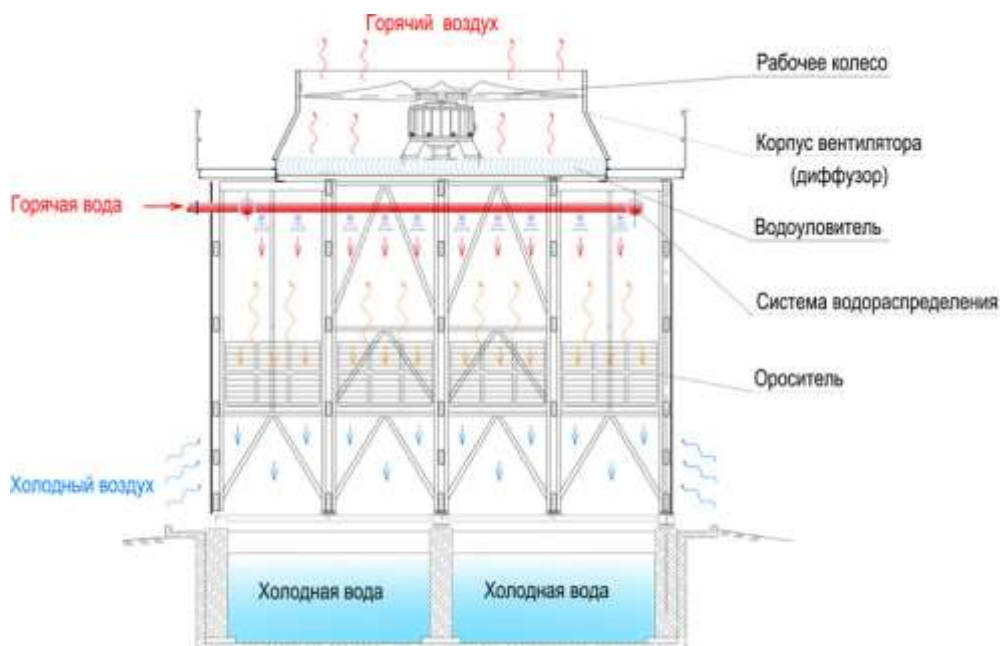 Горячий воздух
Рабочее колесо
Корпус вентилятора
(диффузор)
Горячая вода
Водоуловитель
Система водораспределения
Ороситель
Холодный воздух
Холодная вода
Холодная вода